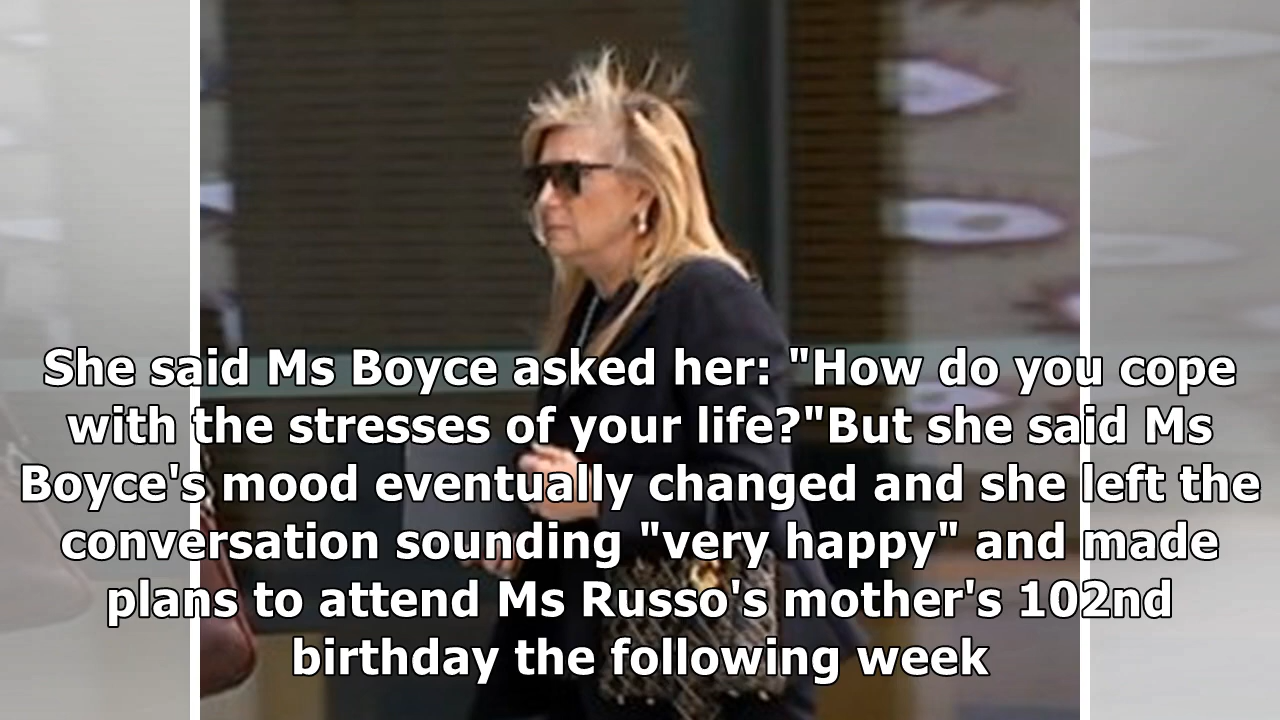 She said Ms Boyce asked her: "How do you cope
with the stresses of your life?"But she said Ms
Boyce's mood eventually changed and she left the
conversation sounding "very happy" and made
plans to attend Ms Russo's mother's 102nd
birthday the following week